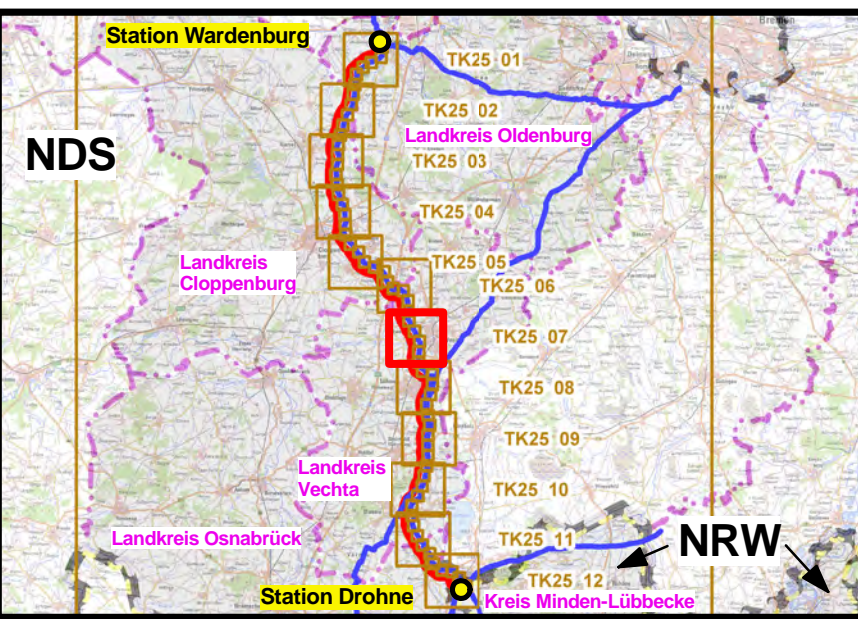 Bremen
Station Wardenburg
TK25 01
TK25 02
Landkreis Oldenburg
NDS
TK25 03
TK25 04
Landkreis
Cloppenburg
TK25 05
TK25 06
TK25 07
TK25 08
TK25 09
Landkreis
Vechta
TK25 10
Landkreis Osnabrück
TK25 11
NRW
TK25 12
Station Drohne
Kreis Minden-Lübbecke